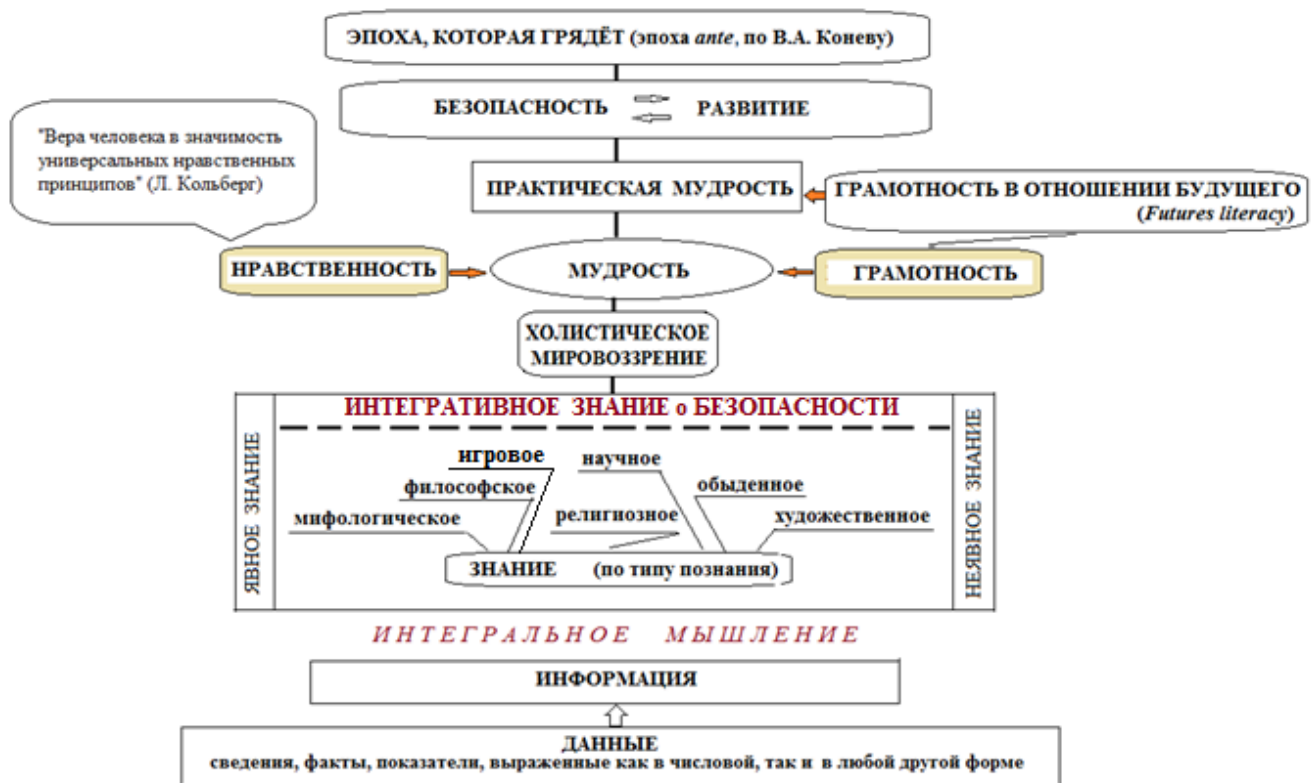 ЭПОХА, КОТОРАЯ ГРЯДЁТ (эпоха ante, по В.А. Коневу)
БЕЗОПАСНОСТЬ РАЗВИТИЕ
"Вера человека в значимость
универсальных нравственных
принципов" (Л. Кольберг)
ПРАКТИЧЕСКАЯ МУДРОСТЬ
ГРАМОТНОСТЬ В ОТНОШЕНИИ БУДУЩЕГО
(Futures literacy)
НРАВСТВЕННОСТЬ
МУДРОСТЬ
ГРАМОТНОСТЬ
ХОЛИСТИЧЕСКОЕ
МИРОВОЗЗРЕНИЕ
ЯВНОЕ ЗНАНИЕ
ИНТЕГРАТИВНОЕ ЗНАНИЕ о БЕЗОПАСНОСТИ
НЕЯВНОЕ ЗНАНИЕ
игровое
научное
философское
обыденное
мифологическое
религиозное
художественное
ЗНАНИЕ (по типу познания)
ИНТЕГРАЛЬНОЕ МЫШЛЕНИЕ
ИНФОРМАЦИЯ
ДАННЫЕ
сведения, факты, показатели, выраженные как в числовой, так и в любой другой форме